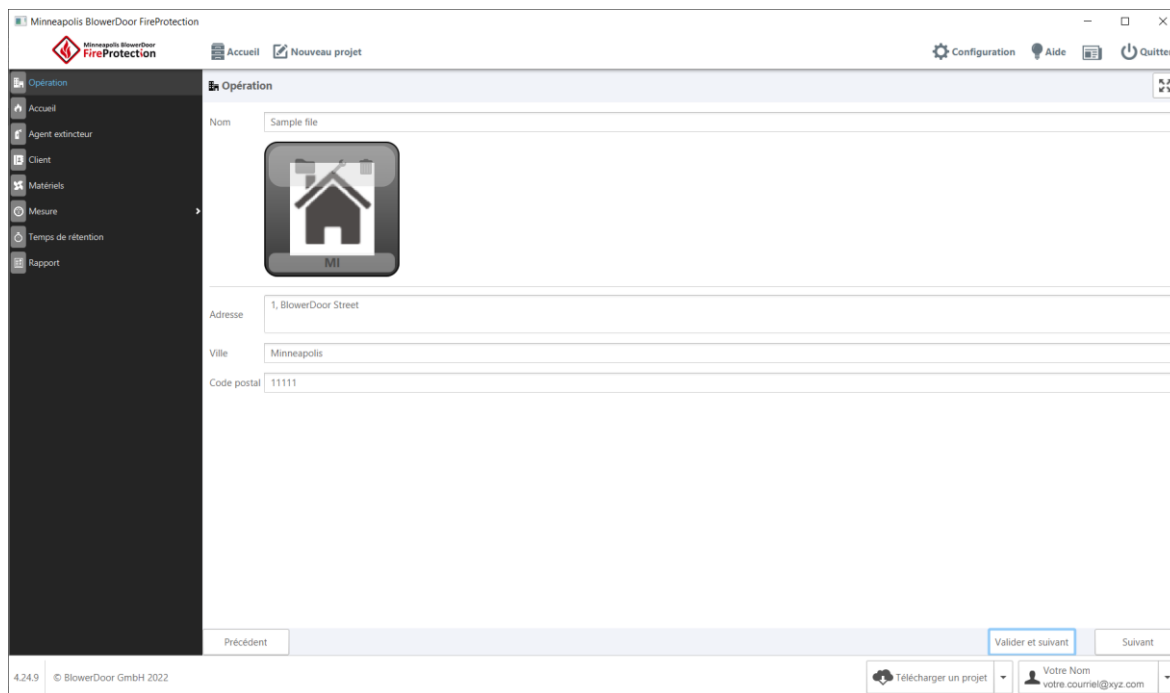 Minneapolis BlowerDoor FireProtection
Minneapolis BlowerDoor
FireProtection
Accueil
Nouveau projet
Configuration
Aide
Quitter
Opération
Accueil
Agent extincteur
Client
Matériels
Mesure
Temps de rétention
Rapport
Opération
Nom
Sample file
MI
Adresse
1, BlowerDoor Street
Ville
Minneapolis
Code postal
11111
Précédent
Valider et suivant
Suivant
4.24.9
© BlowerDoor GmbH 2022
Télécharger un projet
Votre Nom
votre.courriel@xyz.com